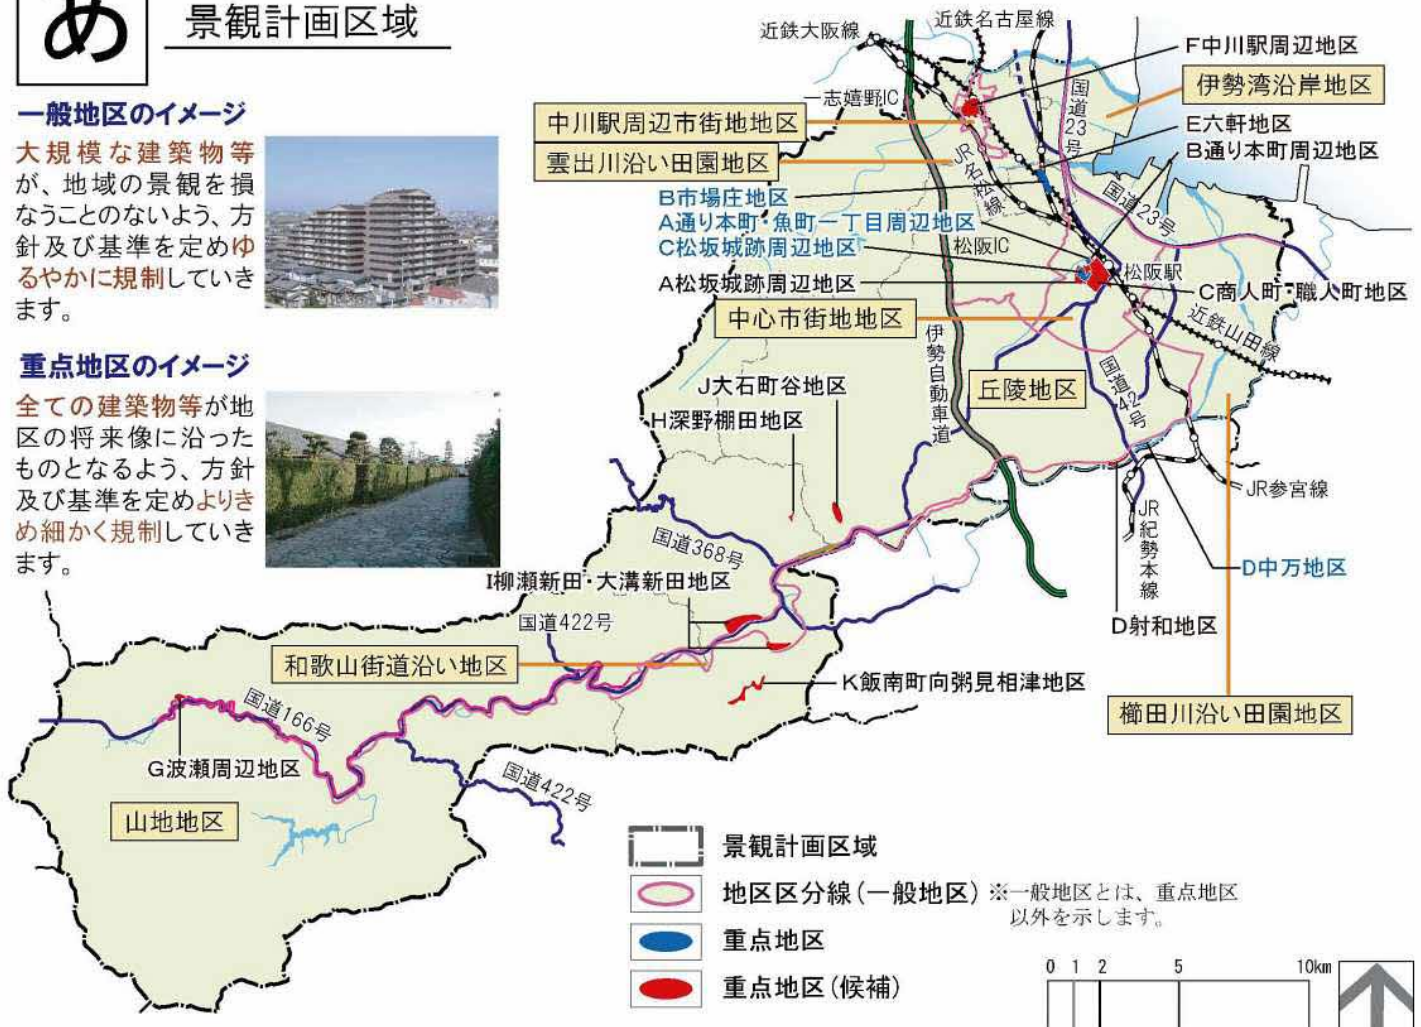 あ
景観計画区域
一般地区のイメージ
大規模な建築物等
が、地域の景観を損
なうことのないよう、方
針及び基準を定めゆ
るやかに規制していき
ます。
重点地区のイメージ
全ての建築物等が地
区の将来像に沿った
ものとなるよう、方針
及び基準を定めよりき
め細かく規制していき
ます。
近鉄大阪線
近鉄名古屋線
F中川駅周辺地区
伊勢湾沿岸地区
一志嬉野IC
国道23号
中川駅周辺市街地地区
E六軒地区
雲出川沿い田園地区
JR名松線
B通り本町周辺地区
B市場庄地区
国道23号
A通り本町・魚町一丁目周辺地区
C松坂城跡周辺地区
松阪IC
松阪駅
A松坂城跡周辺地区
C商人町・職人町地区
中心市街地地区
近鉄山田線
伊勢自動車道
J大石町谷地区
丘陵地区
国道42号
H深野棚田地区
JR参宮線
JR紀勢本線
国道368号
D中万地区
I柳瀬新田・大溝新田地区
国道422号
D射和地区
和歌山街道沿い地区
K飯南町向粥見相津地区
櫛田川沿い田園地区
国道166号
G波瀬周辺地区
国道422号
山地地区
景観計画区域
地区区分線(一般地区)
※一般地区とは、重点地区
以外を示します。
重点地区
重点地区(候補)
0 1 2 5 10km